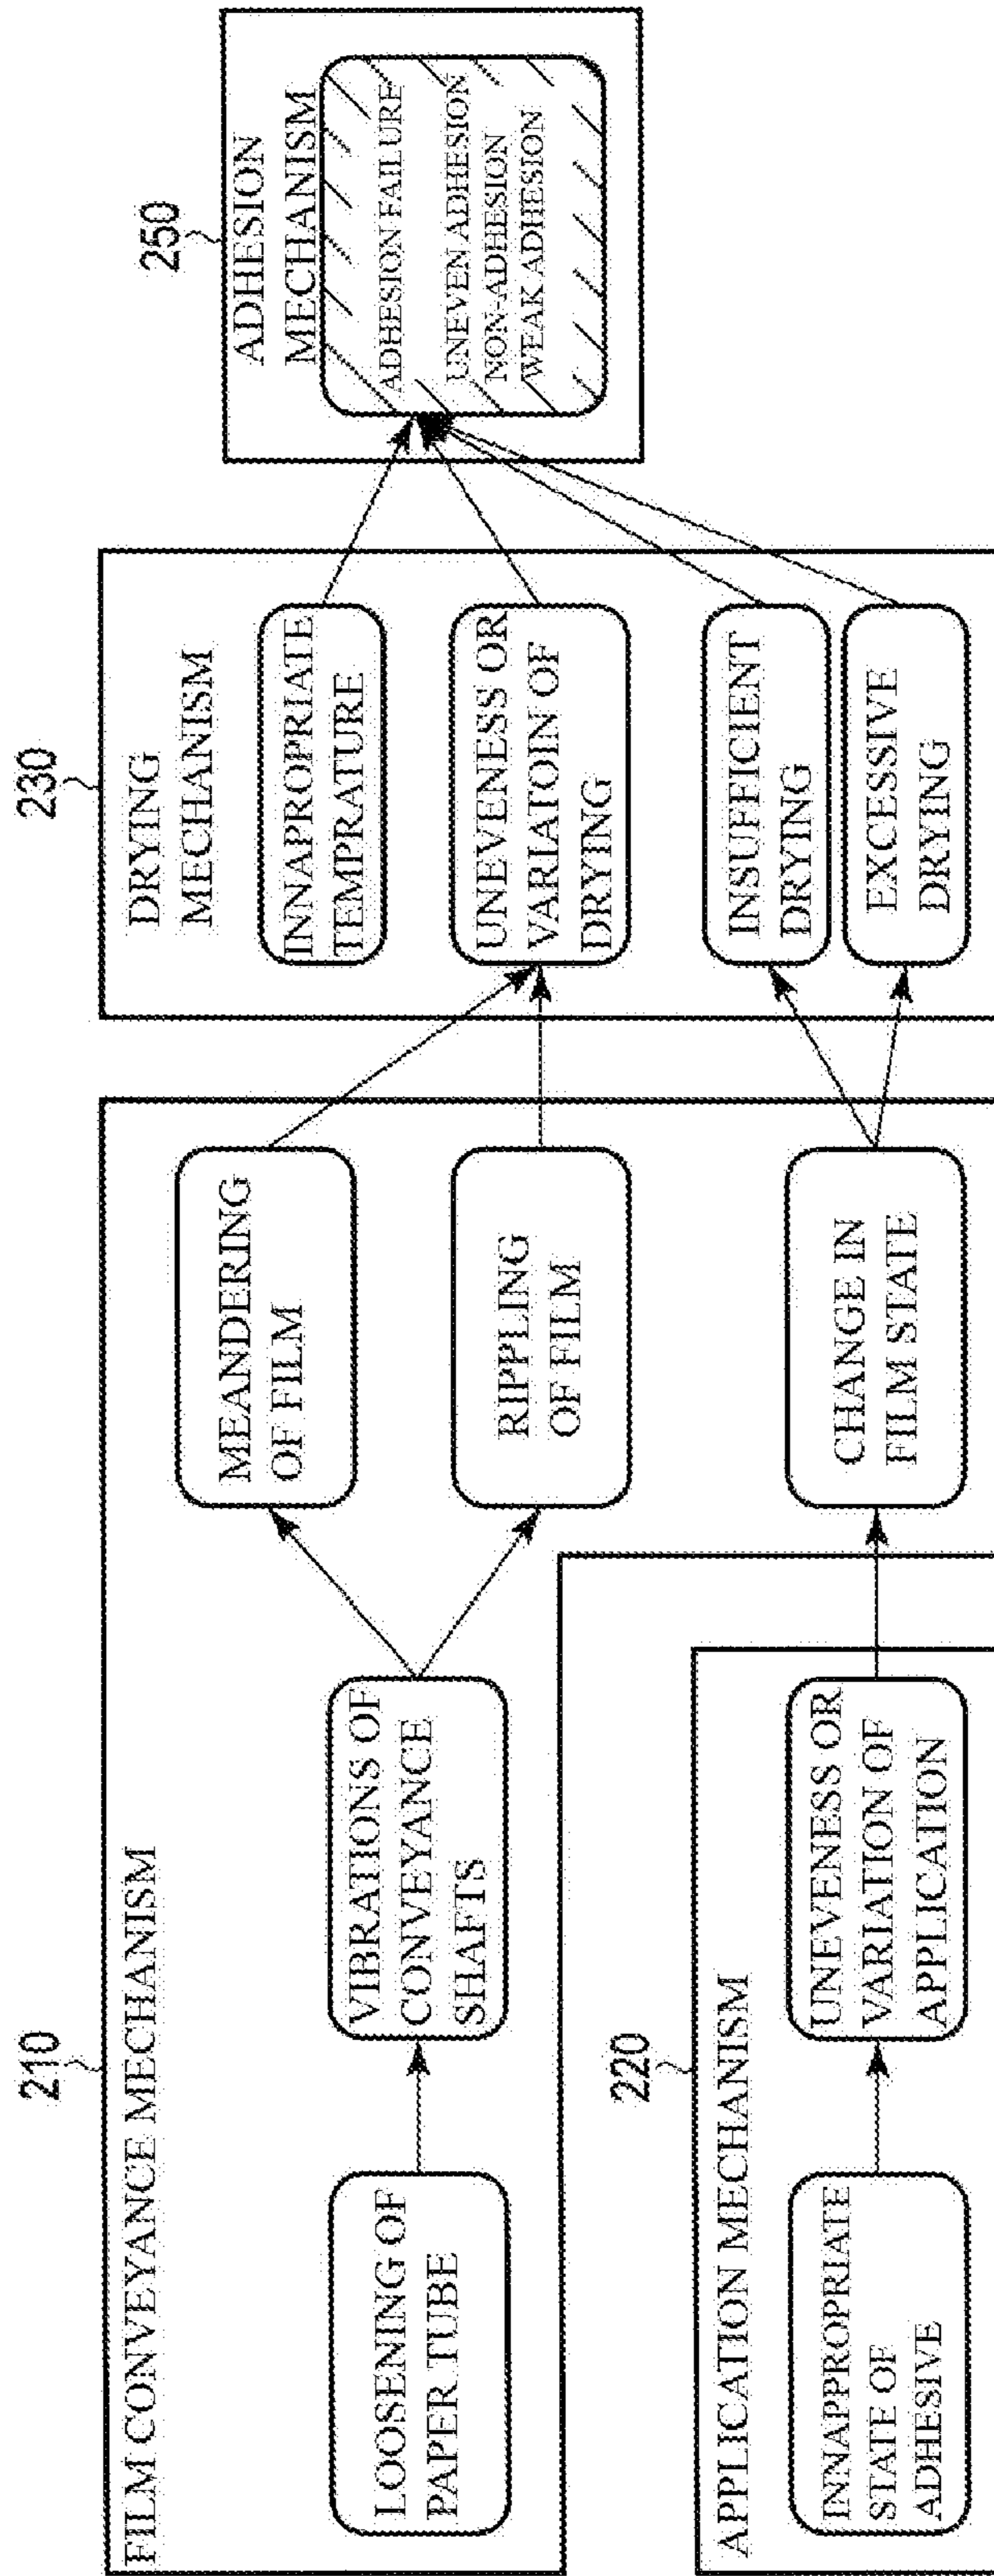 210
FILM CONVEYANCE MECHANISM
LOOSENING OF
PAPER TUBE
VIBRATIONS OF
CONVEYANCE
SHAFTS
MEANDERING
OF FILM
RIPPLING
OF FILM
CHANGE IN
FILM STATE
220
APPLICATION MECHANISM
INNAPPROPRIATE
STATE OF
ADHESIVE
UNEVENESS OR
VARIATION OF
APPLICATION
230
DRYING
MECHANISM
INNAPROPRIATE
TEMPRATURE
UNEVENESS OR
VARIATOIN OF
DRYING
INSUFFICIENT
DRYING
EXCESSIVE
DRYING
250
ADHESION
MECHANISM
ADHESION FAILURE
UNEVEN ADHESION
NON-ADHESION
WEAK ADHESION